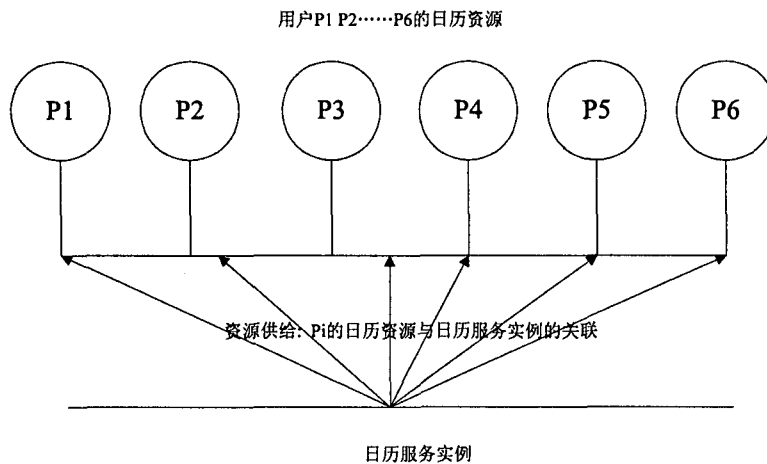 用户P1 P2……P6的日历资源
P1 P2 P3 P4 P5 P6
资源供给: Pi的日历资源与日历服务实例的关联
日历服务实例